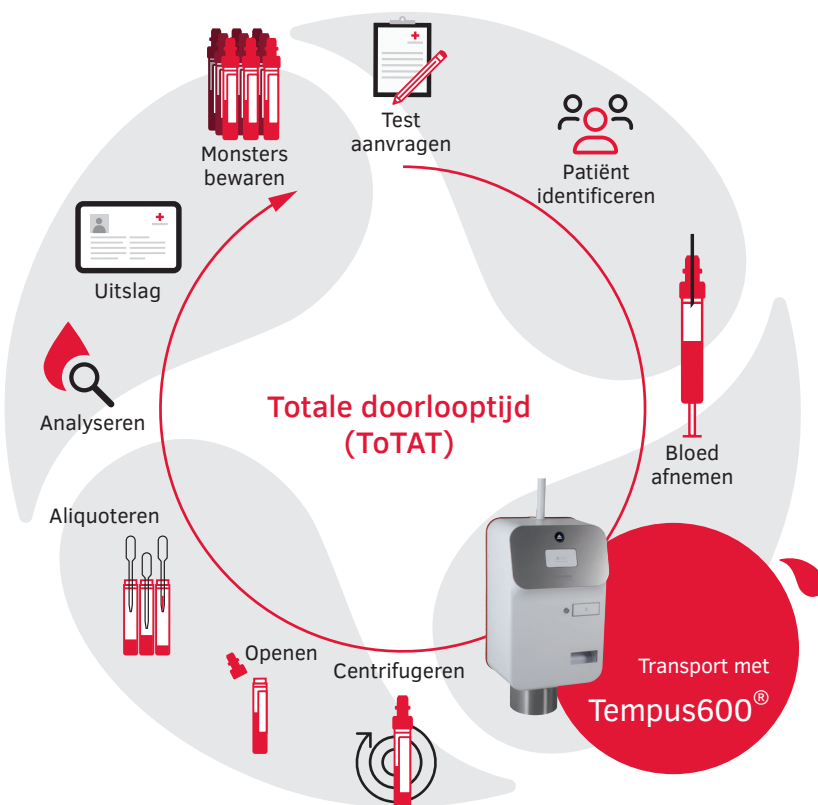 Test
aanvragen
Patiënt
identificeren
Bloed
afnemen
Transport met
Tempus600®
Centrifugeren
Openen
Aliquoteren
Analyseren
Uitslag
Monsters
bewaren
Totale doorlooptijd
(ToTAT)